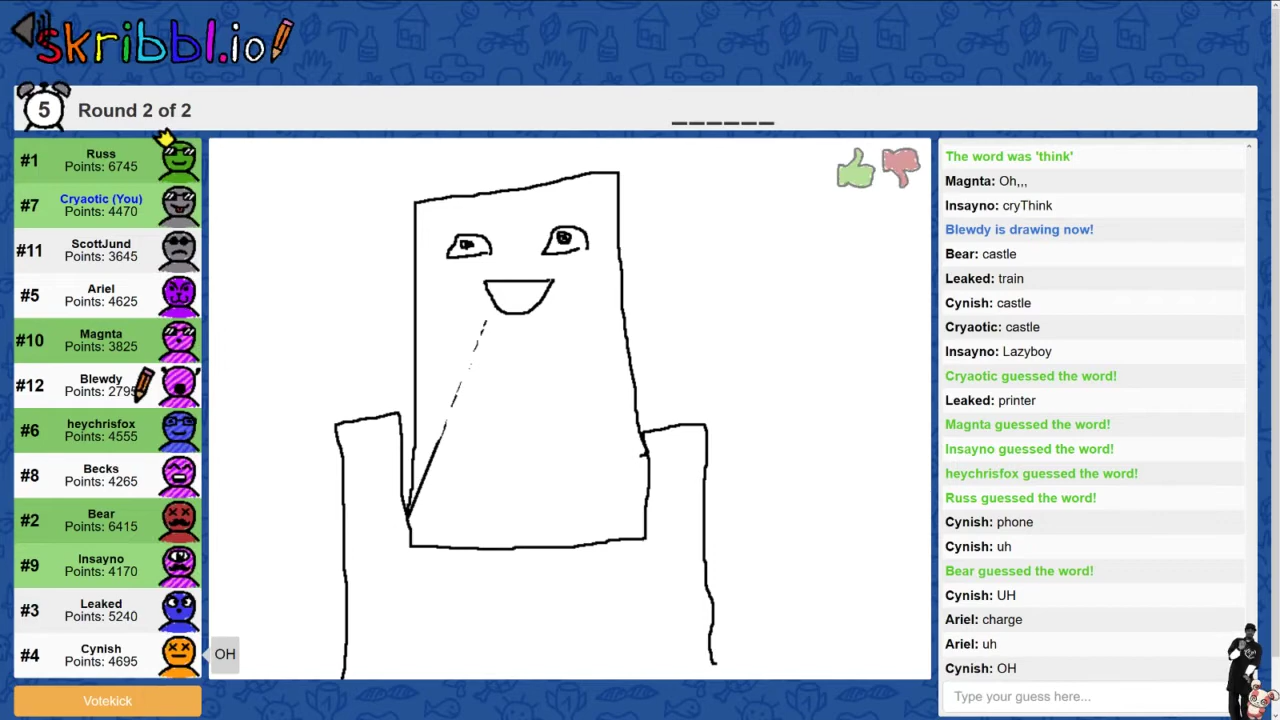 skribbl.io
5
Round 2 of 2
______
#1
Russ
Points: 6745
#7
Cryaotic (You)
Points: 4470
#11
ScottJund
Points: 3645
#5
Ariel
Points: 4625
#10
Magnta
Points: 3825
#12
Blewdy
Points: 2795
#6
heychrisfox
Points: 4555
#8
Becks
Points: 4265
#2
Bear
Points: 6415
#9
Insayno
Points: 4170
#3
Leaked
Points: 5240
#4
Cynish
Points: 4695
OH
Votekick
The word was 'think'
Magnta: Oh,,,
Insayno: cryThink
Blewdy is drawing now!
Bear: castle
Leaked: train
Cynish: castle
Cryaotic: castle
Insayno: Lazyboy
Cryaotic guessed the word!
Leaked: printer
Magnta guessed the word!
Insayno guessed the word!
heychrisfox guessed the word!
Russ guessed the word!
Cynish: phone
Cynish: uh
Bear guessed the word!
Cynish: UH
Ariel: charge
Ariel: uh
Cynish: OH
Type your guess here...